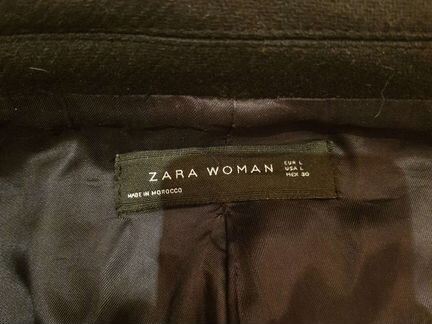 ZARA WOMAN
EUR L
USA L
MEX 30
MADE IN MOROCCO